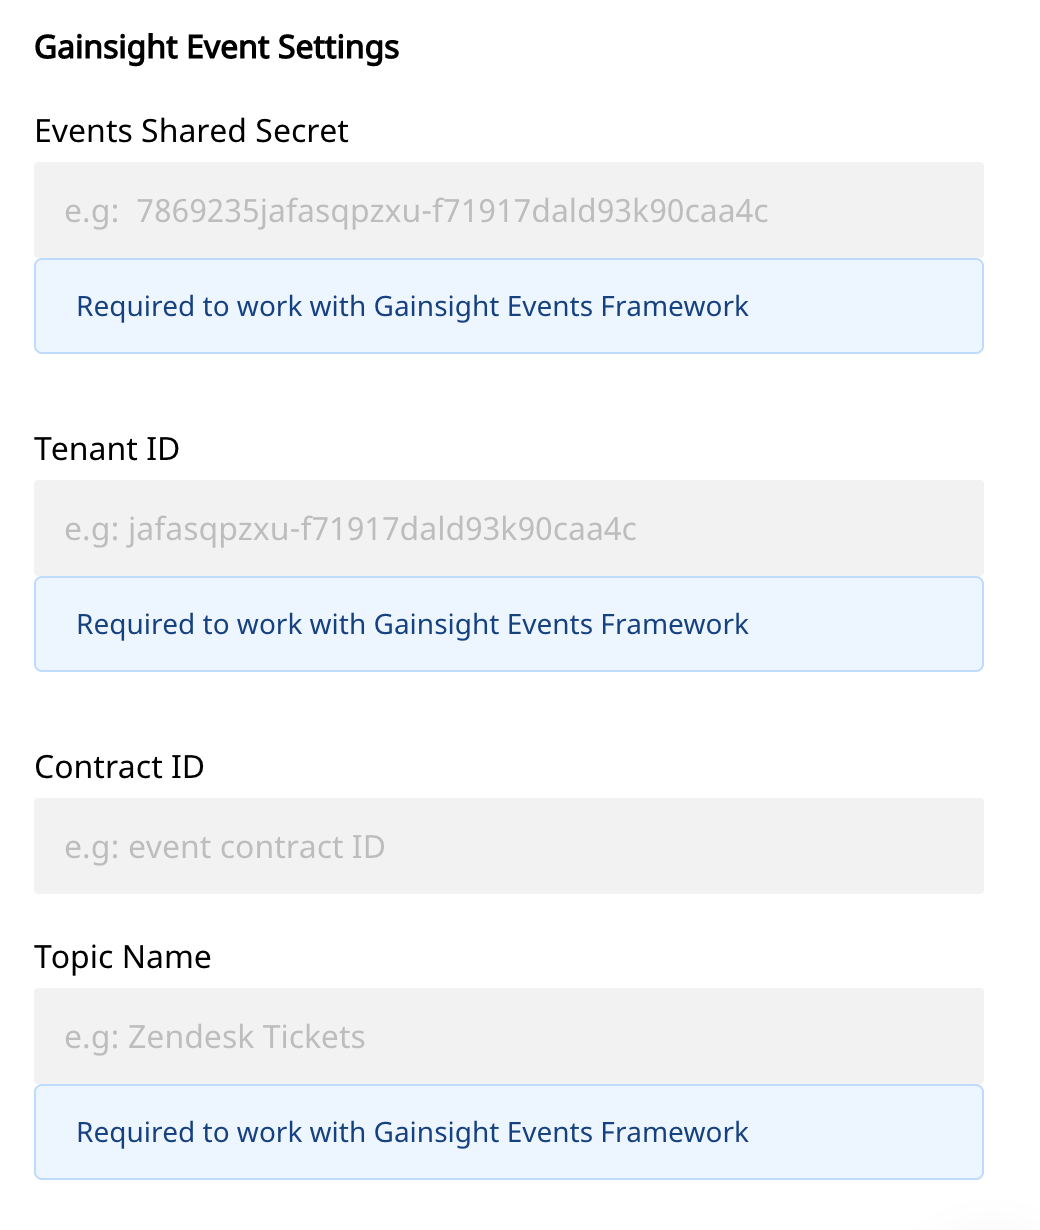 Gainsight Event Settings
Events Shared Secret
e.g:  7869235jafasqpzxu-f71917dald93k90caa4c
Required to work with Gainsight Events Framework
Tenant ID
e.g: jafasqpzxu-f71917dald93k90caa4c
Required to work with Gainsight Events Framework
Contract ID
e.g: event contract ID
Topic Name
e.g: Zendesk Tickets
Required to work with Gainsight Events Framework